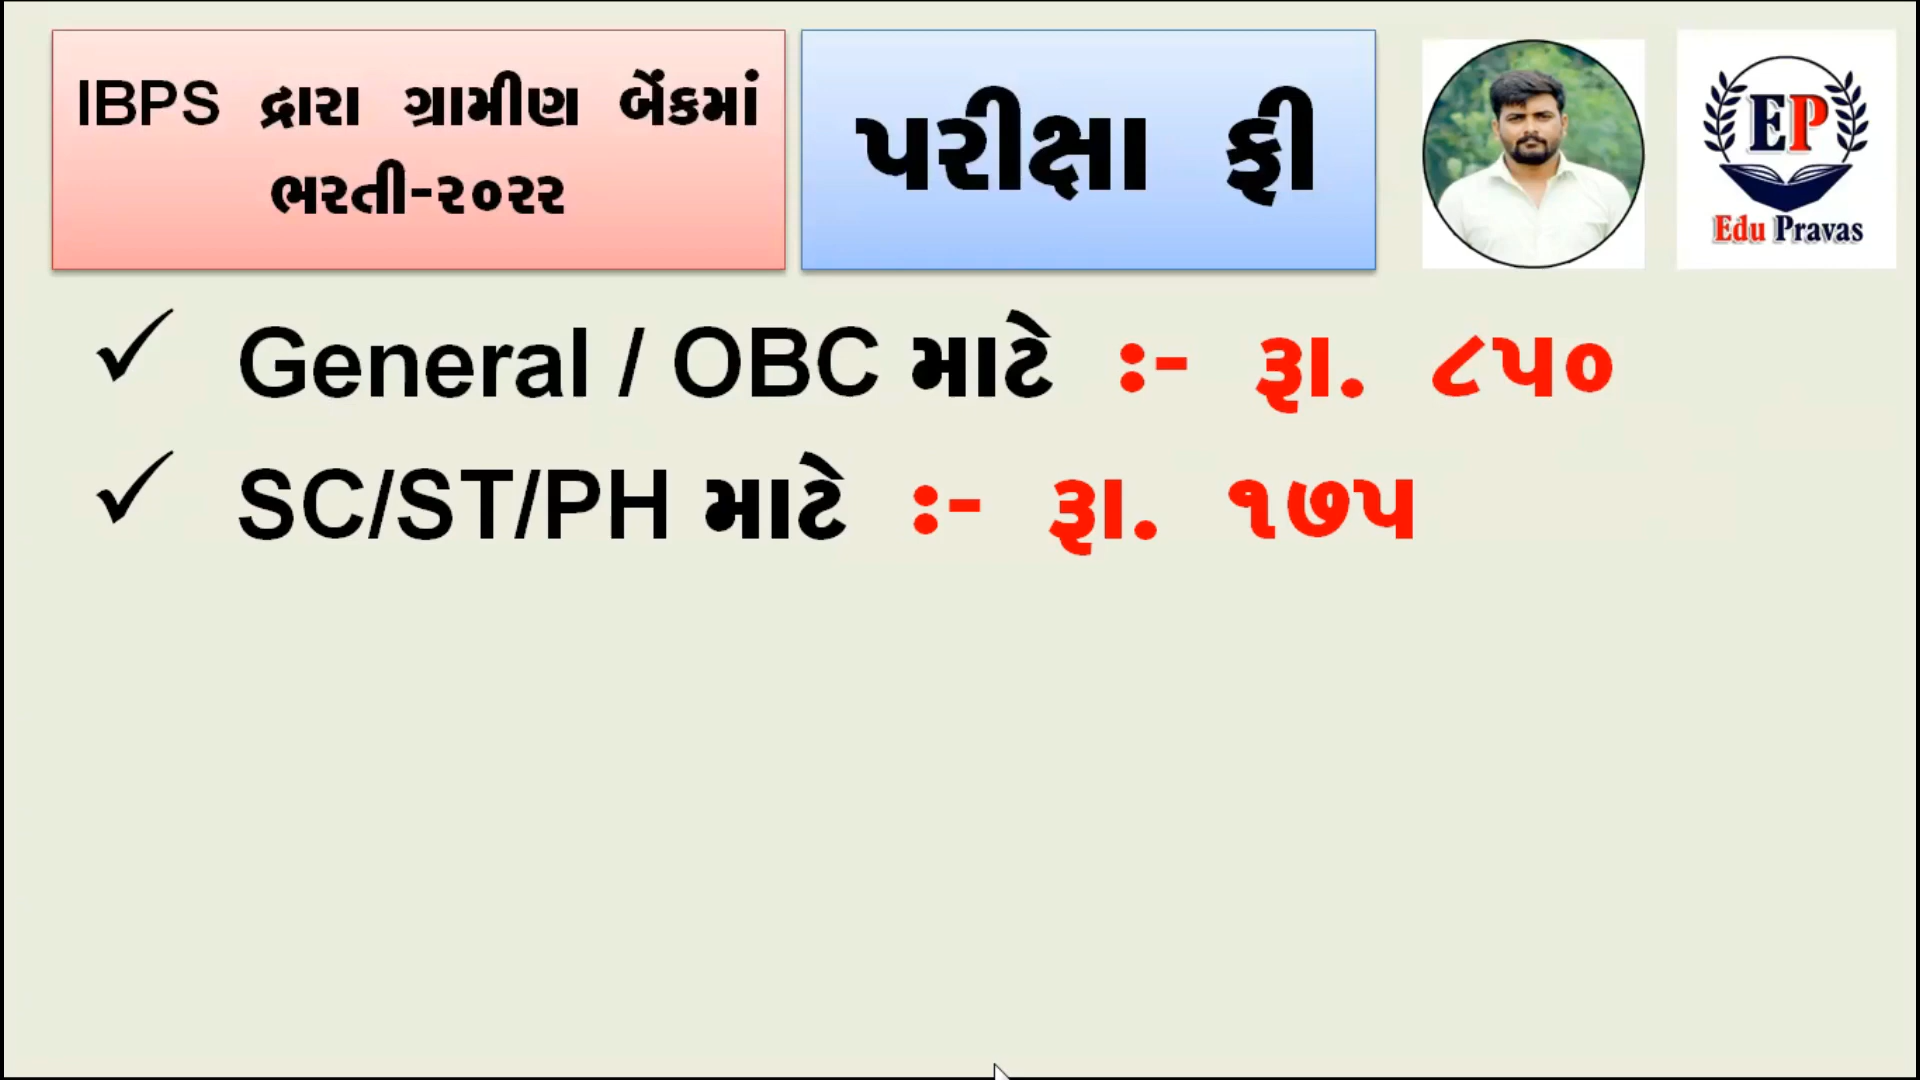 IBPS દ્વારા ગ્રામીણ બેંકમાં
ભરતી-૨૦૨૨
પરીક્ષા ફી
EP
Edu Pravas
✓ General / OBC માટે :- રૂા. ૮૫૦
✓ SC/ST/PH માટે :- રૂા. ૧૭૫